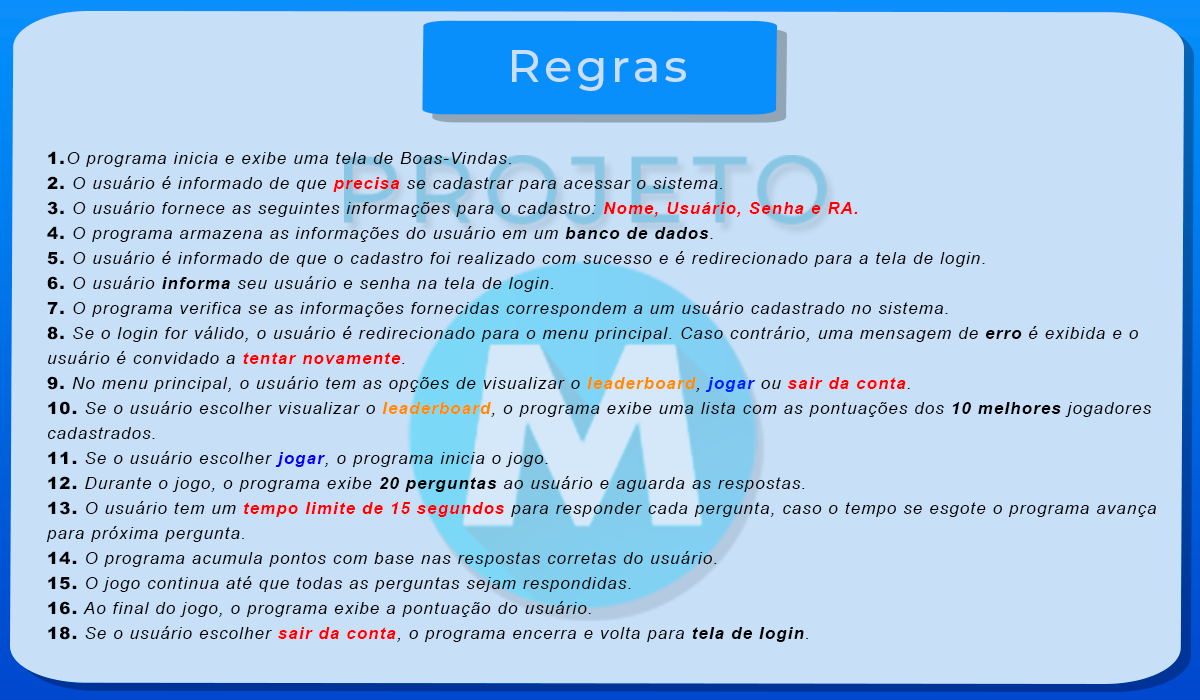 Regras
PROJETO
M
1.O programa inicia e exibe uma tela de Boas-Vindas.
2. O usuário é informado de que precisa se cadastrar para acessar o sistema.
3. O usuário fornece as seguintes informações para o cadastro: Nome, Usuário, Senha e RA.
4. O programa armazena as informações do usuário em um banco de dados.
5. O usuário é informado de que o cadastro foi realizado com sucesso e é redirecionado para a tela de login.
6. O usuário informa seu usuário e senha na tela de login.
7. O programa verifica se as informações fornecidas correspondem a um usuário cadastrado no sistema.
8. Se o login for válido, o usuário é redirecionado para o menu principal. Caso contrário, uma mensagem de erro é exibida e o
usuário é convidado a tentar novamente.
9. No menu principal, o usuário tem as opções de visualizar o leaderboard, jogar ou sair da conta.
10. Se o usuário escolher visualizar o leaderboard, o programa exibe uma lista com as pontuações dos 10 melhores jogadores
cadastrados.
11. Se o usuário escolher jogar, o programa inicia o jogo.
12. Durante o jogo, o programa exibe 20 perguntas ao usuário e aguarda as respostas.
13. O usuário tem um tempo limite de 15 segundos para responder cada pergunta, caso o tempo se esgote o programa avança
para próxima pergunta.
14. O programa acumula pontos com base nas respostas corretas do usuário.
15. O jogo continua até que todas as perguntas sejam respondidas.
16. Ao final do jogo, o programa exibe a pontuação do usuário.
18. Se o usuário escolher sair da conta, o programa encerra e volta para tela de login.